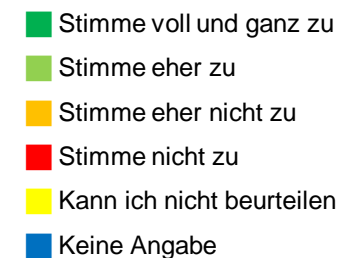 Stimme voll und ganz zu
Stimme eher zu
Stimme eher nicht zu
Stimme nicht zu
Kann ich nicht beurteilen
Keine Angabe